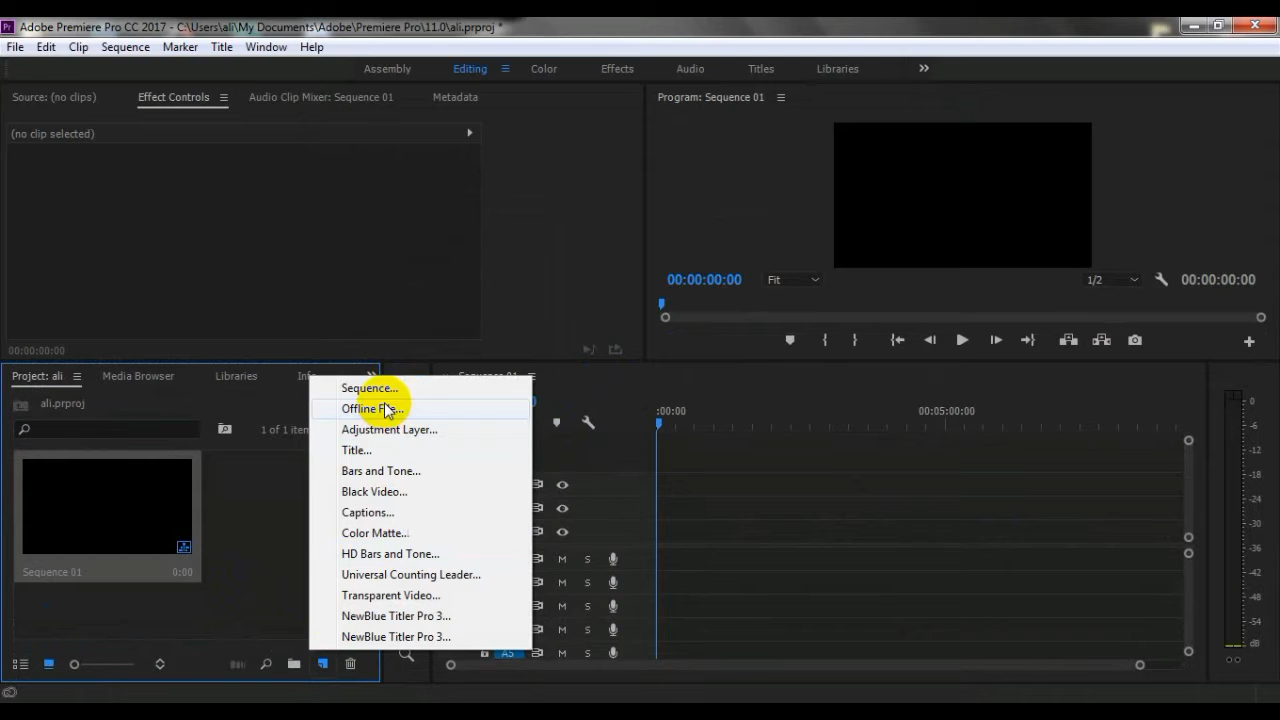 Adobe Premiere Pro CC 2017 - C:\Users\ali\My Documents\Adobe\Premiere Pro\11.0\ali.prproj *
File Edit Clip Sequence Marker Title Window Help
Assembly Editing Color Effects Audio Titles Libraries
Source: (no clips) Effect Controls Audio Clip Mixer: Sequence 01 Metadata
Program: Sequence 01
(no clip selected)
00:00:00:00 Fit 1/2 00:00:00:00
00:00:00:00
Project: ali Media Browser Libraries
ali.prproj
1 of 1
Sequence 01 0:00
Sequence...
Offline
Adjustment Layer...
Title...
Bars and Tone...
Black Video...
Captions...
Color Matte...
HD Bars and Tone...
Universal Counting Leader...
Transparent Video...
NewBlue Titler Pro 3...
NewBlue Titler Pro 3...
:00:00 00:05:00:00
M S
M S
M S
M S
A5 M S
0
-6
-12
-18
-24
-30
-36
-42
-48
-54
dB